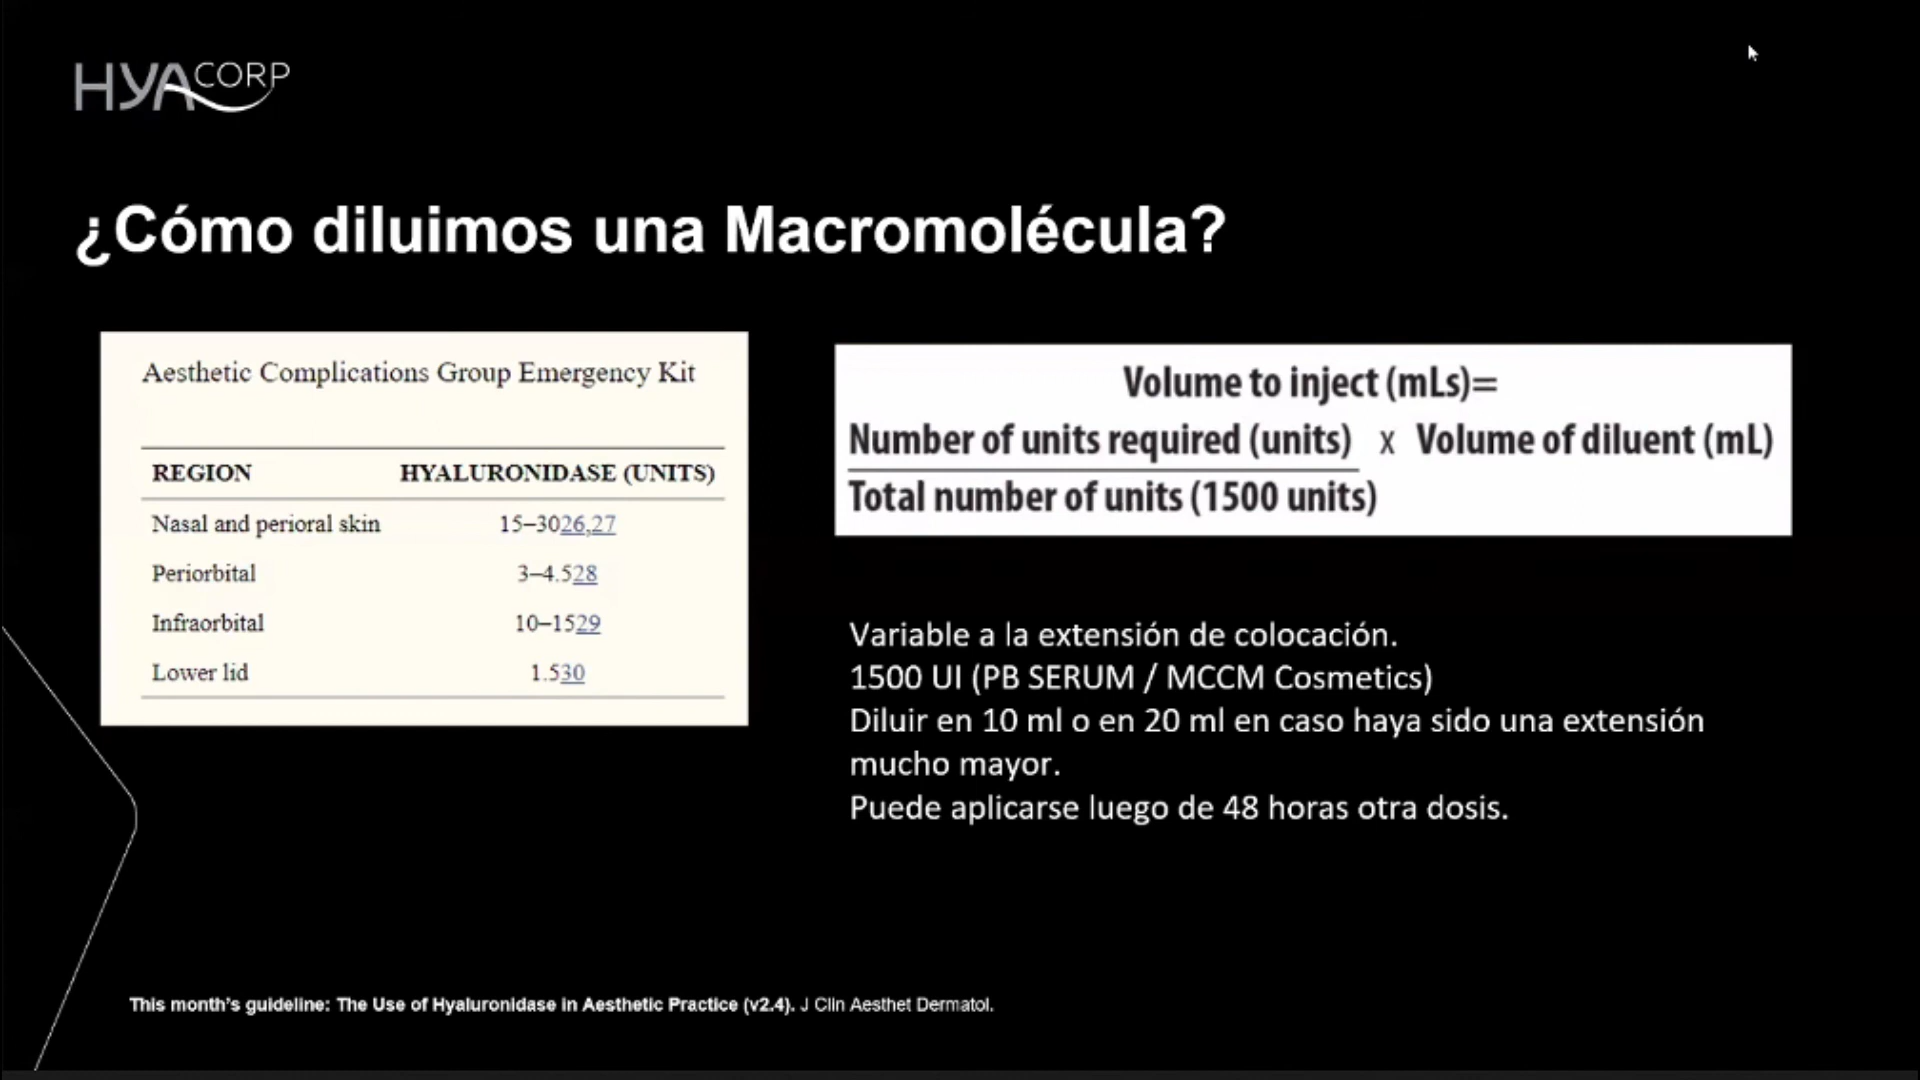 HYACORP
¿Cómo diluimos una Macromolécula?
Aesthetic Complications Group Emergency Kit
REGION HYALURONIDASE (UNITS)
Nasal and perioral skin 15–3026,27
Periorbital 3–4.528
Infraorbital 10–1529
Lower lid 1.530
Volume to inject (mLs)=
Number of units required (units) x Volume of diluent (mL)
Total number of units (1500 units)
Variable a la extensión de colocación.
1500 UI (PB SERUM / MCCM Cosmetics)
Diluir en 10 ml o en 20 ml en caso haya sido una extensión
mucho mayor.
Puede aplicarse luego de 48 horas otra dosis.
This month's guideline: The Use of Hyaluronidase in Aesthetic Practice (v2.4). J Clin Aesthet Dermatol.